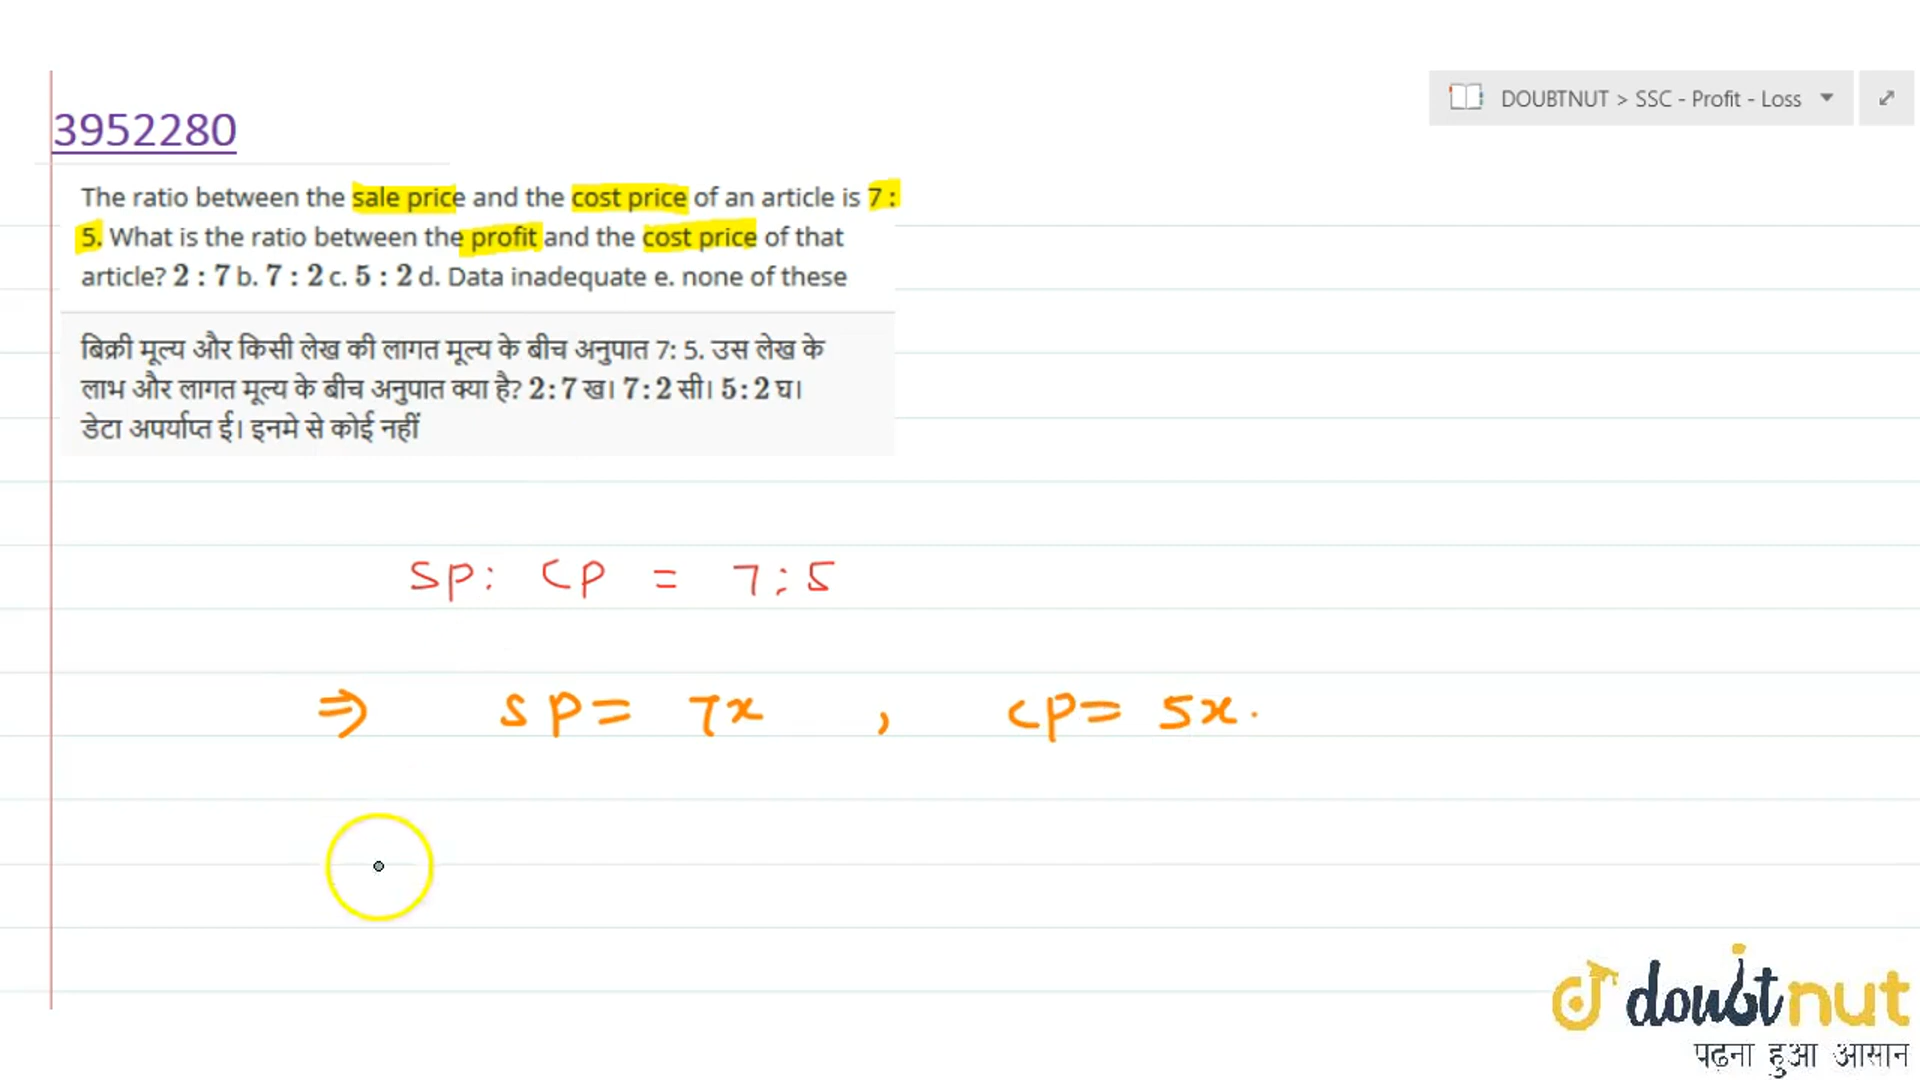 DOUBTNUT > SSC - Profit - Loss
3952280
The ratio between the sale price and the cost price of an article is 7 :
5. What is the ratio between the profit and the cost price of that
article? 2 : 7 b. 7 : 2 c. 5 : 2 d. Data inadequate e. none of these
बिक्री मूल्य और किसी लेख की लागत मूल्य के बीच अनुपात 7: 5. उस लेख के
लाभ और लागत मूल्य के बीच अनुपात क्या है? 2 : 7 ख। 7 : 2 सी। 5 : 2 घ।
डेटा अपर्याप्त ई। इनमे से कोई नहीं
SP: CP = 7:5
⇒ SP = 7x , CP = 5x.
doubtnut
पढ़ना हुआ आसान